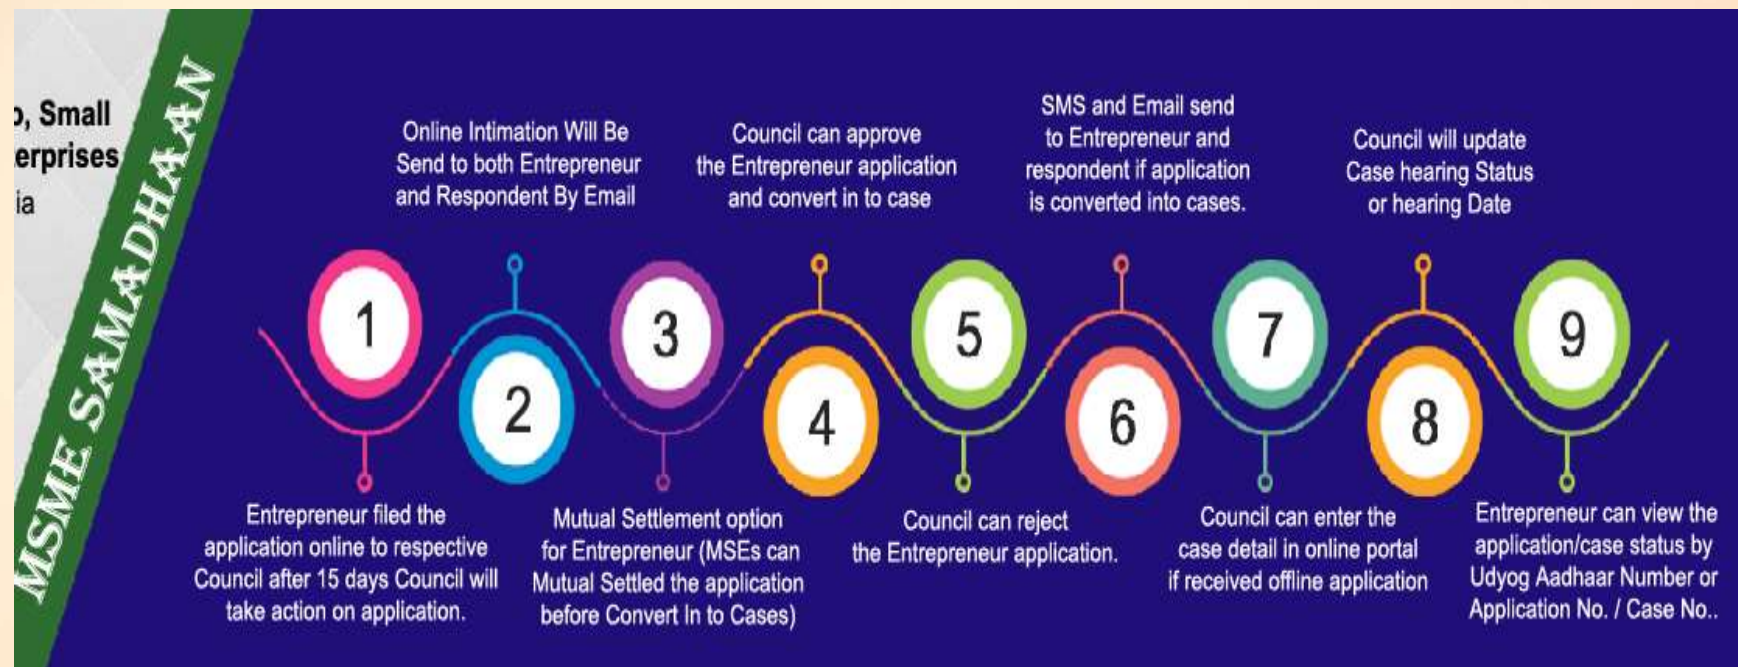 o, Small
erprises
ia
MSME SAMADHAAN
1
Entrepreneur filed the
application online to respective
Council after 15 days Council will
take action on application.
2
Online Intimation Will Be
Send to both Entrepreneur
and Respondent By Email
3
Mutual Settlement option
for Entrepreneur (MSEs can
Mutual Settled the application
before Convert In to Cases)
4
Council can approve
the Entrepreneur application
and convert in to case
5
Council can reject
the Entrepreneur application.
6
SMS and Email send
to Entrepreneur and
respondent if application
is converted into cases.
7
Council can enter the
case detail in online portal
if received offline application
8
Council will update
Case hearing Status
or hearing Date
9
Entrepreneur can view the
application/case status by
Udyog Aadhaar Number or
Application No. / Case No..